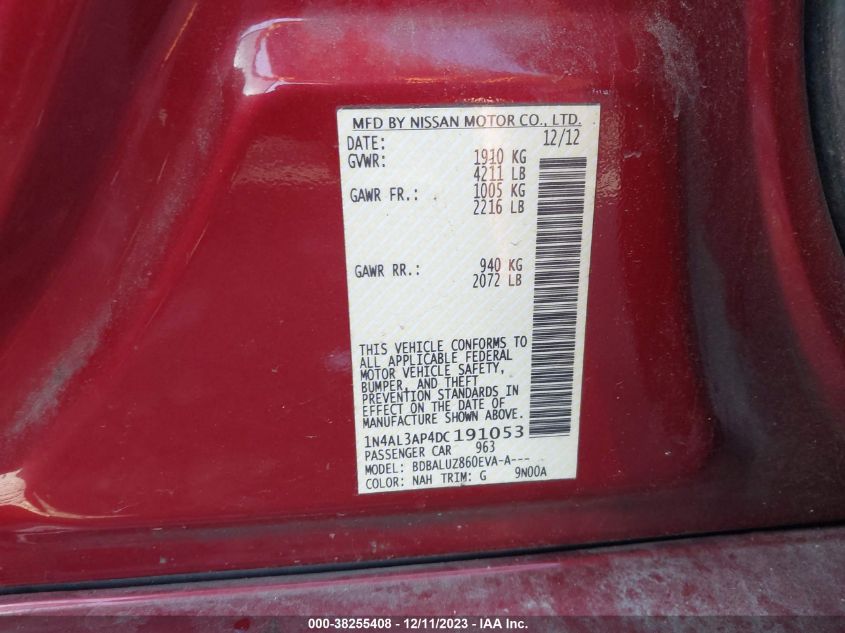 MFD BY NISSAN MOTOR CO., LTD.
DATE: 12/12
GVWR: 1910 KG
4211 LB
GAWR FR.: 1005 KG
2216 LB
GAWR RR.: 940 KG
2072 LB
THIS VEHICLE CONFORMS TO
ALL APPLICABLE FEDERAL
MOTOR VEHICLE SAFETY,
BUMPER, AND THEFT
PREVENTION STANDARDS IN
EFFECT ON THE DATE OF
MANUFACTURE SHOWN ABOVE.
1N4AL3AP4DC191053
PASSENGER CAR 963
MODEL: BDBALUZ860EVA-A---
COLOR: NAH TRIM: G 9N00A
000-38255408 - 12/11/2023 - IAA Inc.